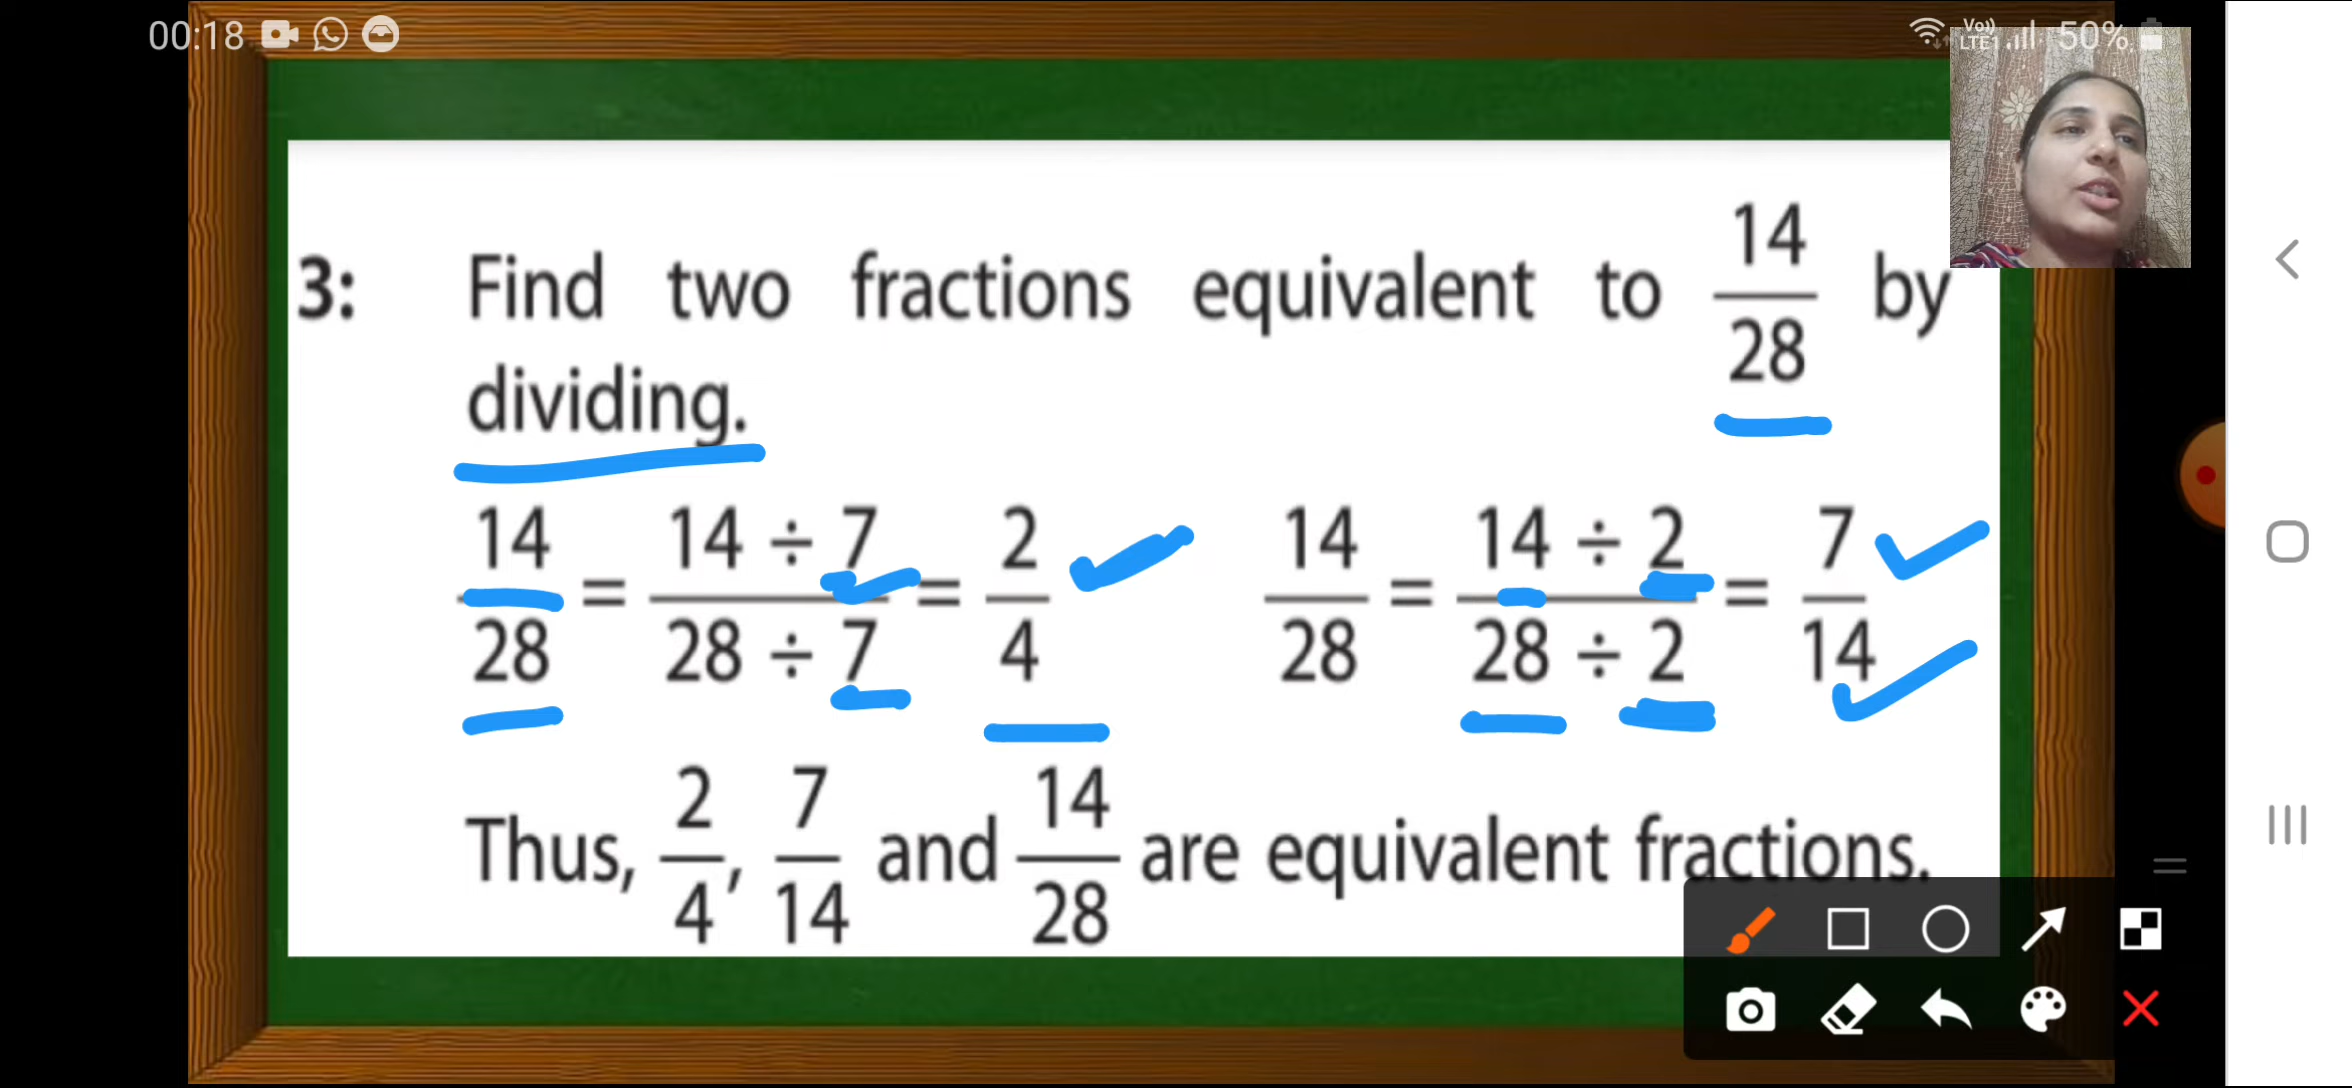 00:18
Vo)) LTE1 50%
3: Find two fractions equivalent to 14/28 by
dividing.
14/28 = 14 ÷ 7/28 ÷ 7 = 2/4 14/28 = 14 ÷ 2/28 ÷ 2 = 7/14
Thus, 2/4, 7/14 and 14/28 are equivalent fractions.